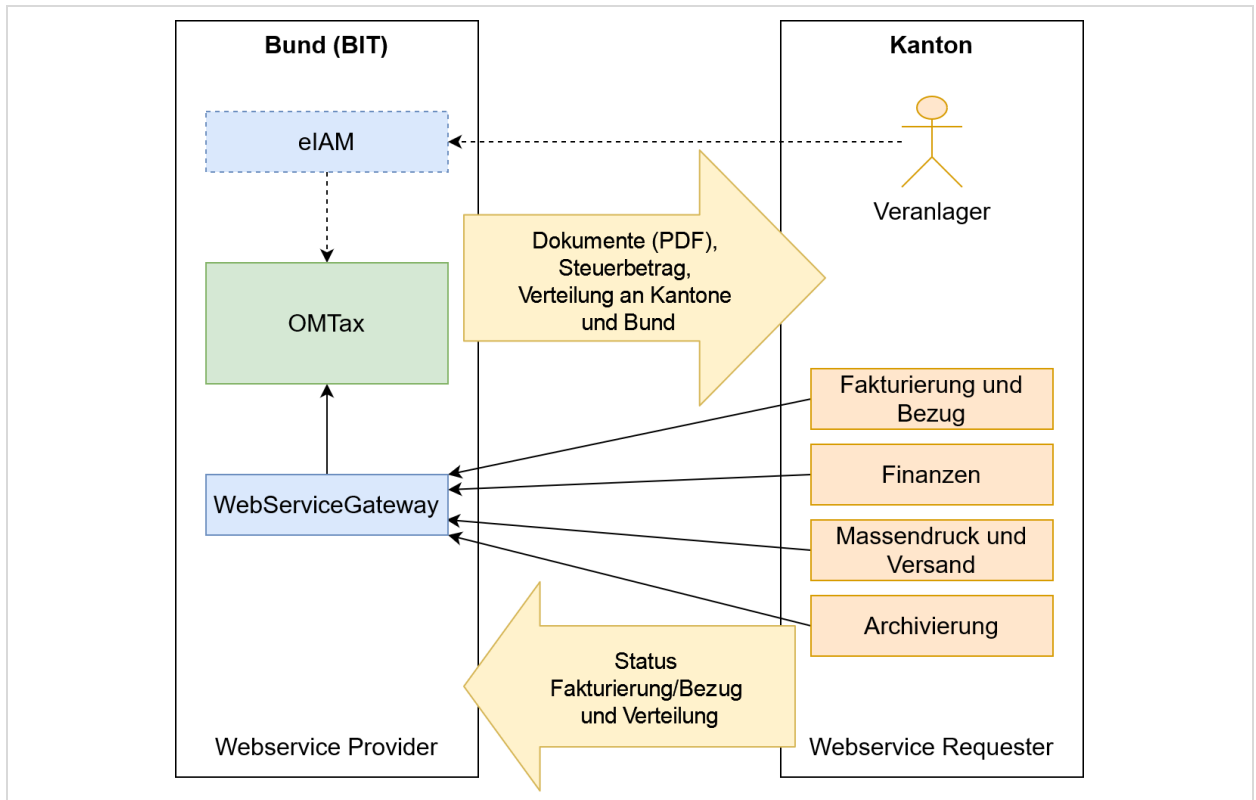 Bund (BIT)
Kanton
eIAM
Veranlager
Dokumente (PDF),
Steuerbetrag,
Verteilung an Kantone
und Bund
OMTax
Fakturierung und
Bezug
WebServiceGateway
Finanzen
Massendruck und
Versand
Archivierung
Status
Fakturierung/Bezug
und Verteilung
Webservice Provider
Webservice Requester